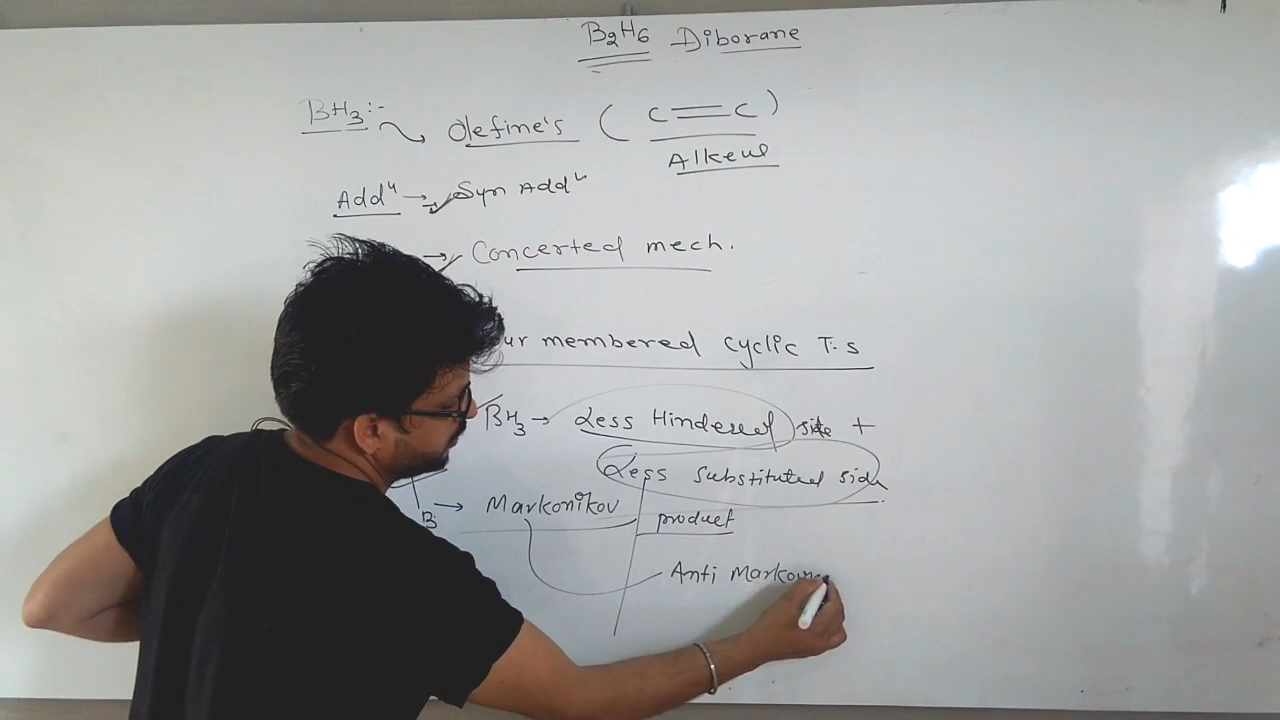 B2H6 Diborane
BH3:- olefine's ( C=C )
Alkene
Addn → Syn Addn
→ Concerted mech.
ur membered cyclic T.S
BH3 → Less Hindered side +
Less substituted side
B → Markonikov product
Anti Markovn